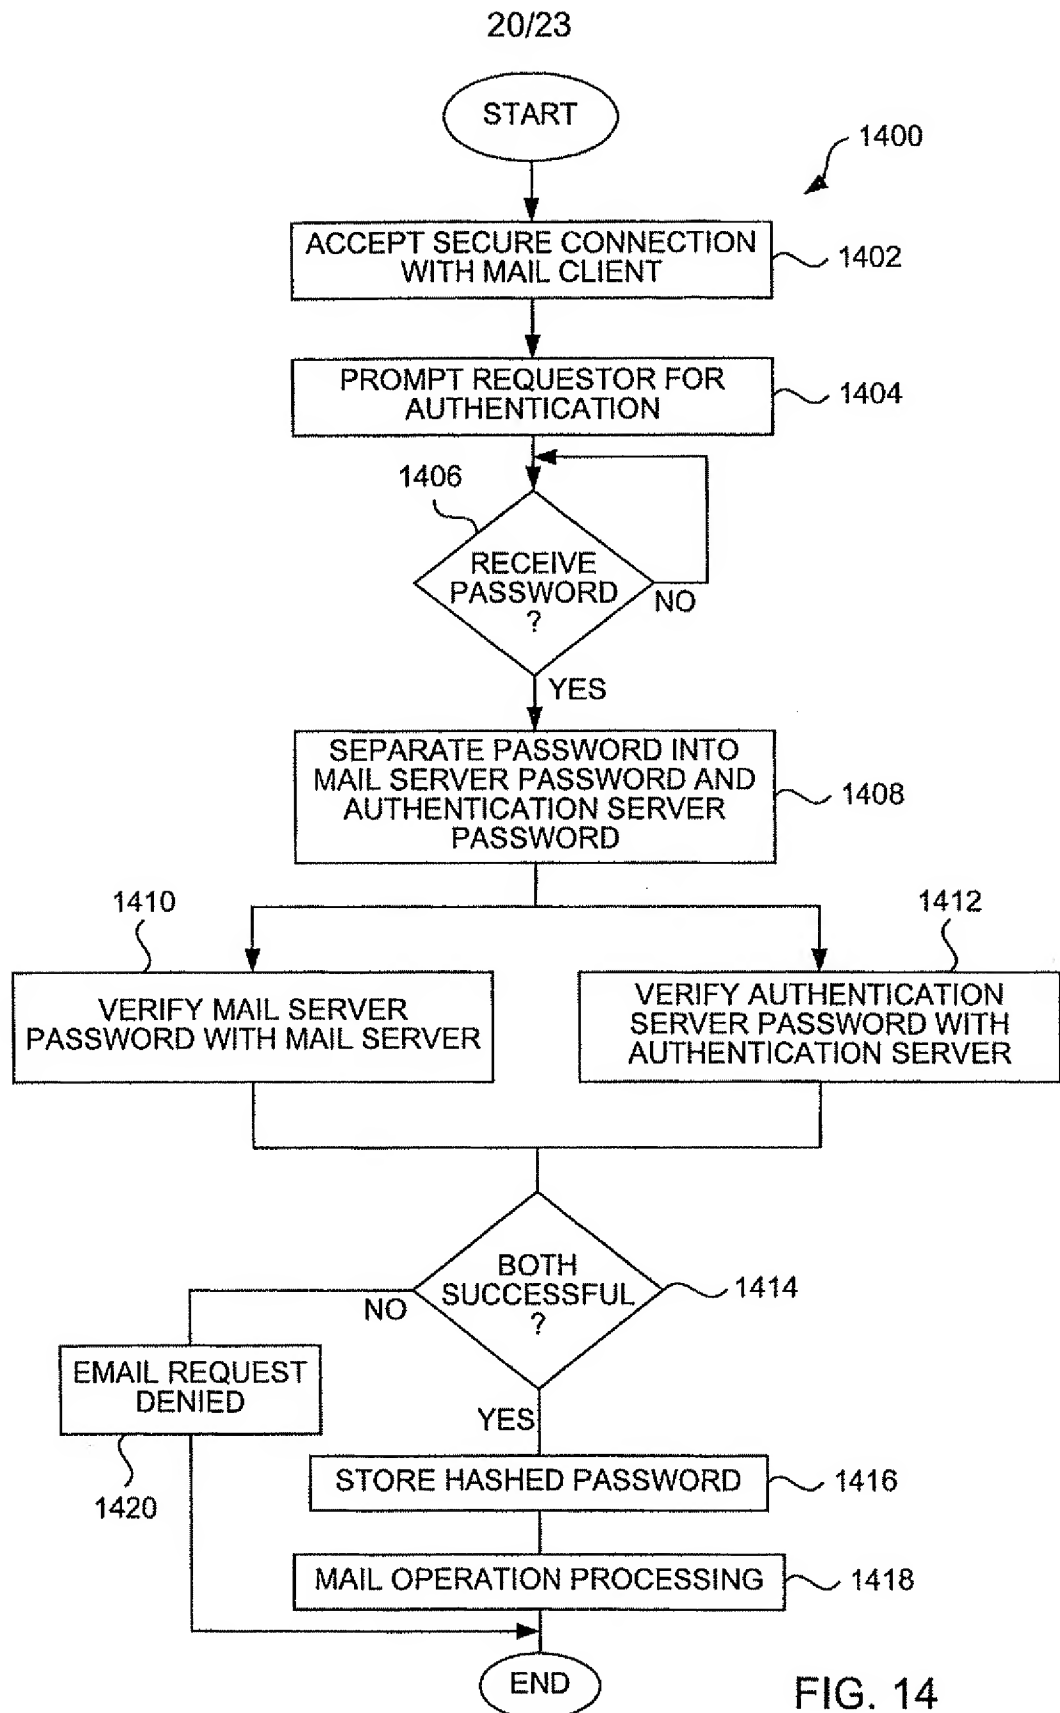 20/23
START
1400
ACCEPT SECURE CONNECTION
WITH MAIL CLIENT
1402
PROMPT REQUESTOR FOR
AUTHENTICATION
1404
1406
RECEIVE
PASSWORD
?
NO
YES
SEPARATE PASSWORD INTO
MAIL SERVER PASSWORD AND
AUTHENTICATION SERVER
PASSWORD
1408
1410
1412
VERIFY MAIL SERVER
PASSWORD WITH MAIL SERVER
VERIFY AUTHENTICATION
SERVER PASSWORD WITH
AUTHENTICATION SERVER
BOTH
SUCCESSFUL
?
1414
NO
EMAIL REQUEST
DENIED
1420
YES
STORE HASHED PASSWORD
1416
MAIL OPERATION PROCESSING
1418
END
FIG. 14